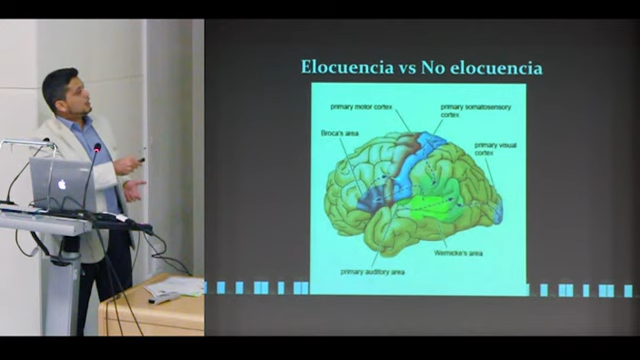 Elocuencia vs No elocuencia
primary motor cortex
primary somatosensory
cortex
Broca's area
primary visual
cortex
Wernicke's area
primary auditory area